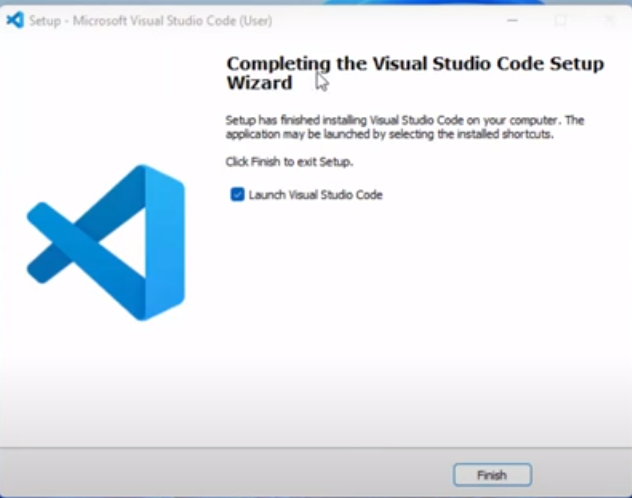 Setup - Microsoft Visual Studio Code (User)
Completing the Visual Studio Code Setup
Wizard
Setup has finished installing Visual Studio Code on your computer. The
application may be launched by selecting the installed shortcuts.
Click Finish to exit Setup.
Launch Visual Studio Code
Finish